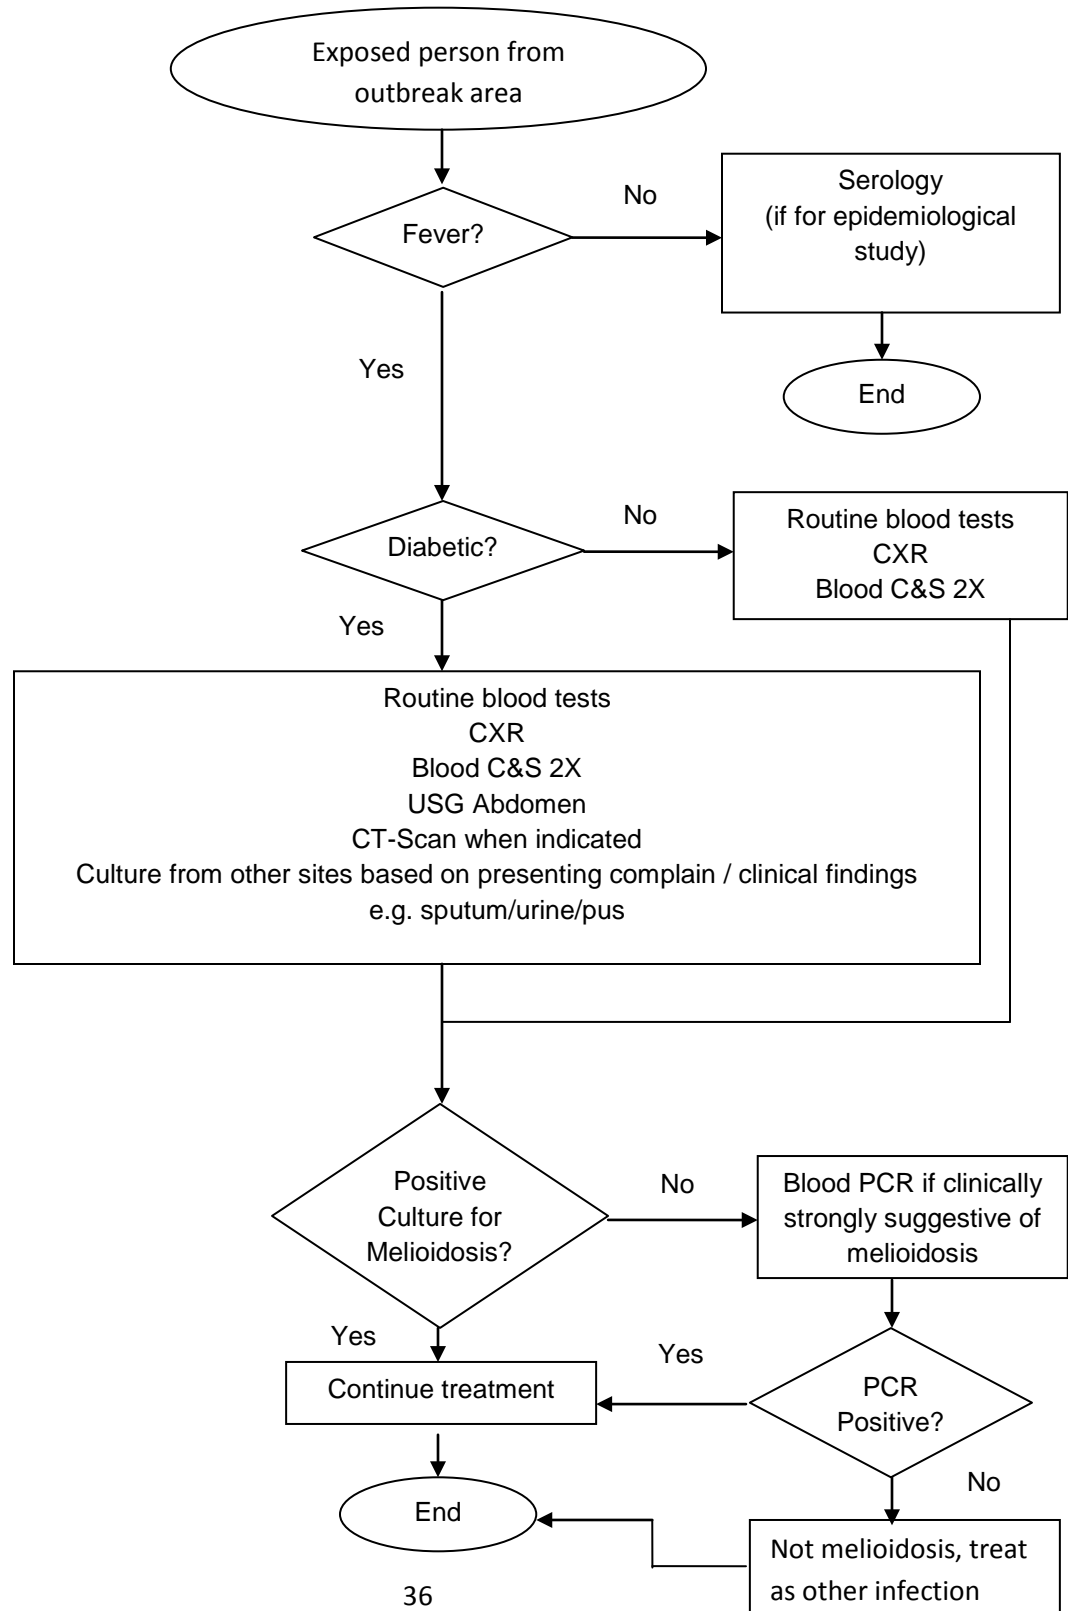 Exposed person from
outbreak area
Fever?
No
Serology
(if for epidemiological
study)
Yes
End
Diabetic?
No
Routine blood tests
CXR
Blood C&S 2X
Yes
Routine blood tests
CXR
Blood C&S 2X
USG Abdomen
CT-Scan when indicated
Culture from other sites based on presenting complain / clinical findings
e.g. sputum/urine/pus
Positive
Culture for
Melioidosis?
No
Blood PCR if clinically
strongly suggestive of
melioidosis
Yes
Continue treatment
Yes
PCR
Positive?
No
End
Not melioidosis, treat
as other infection
36